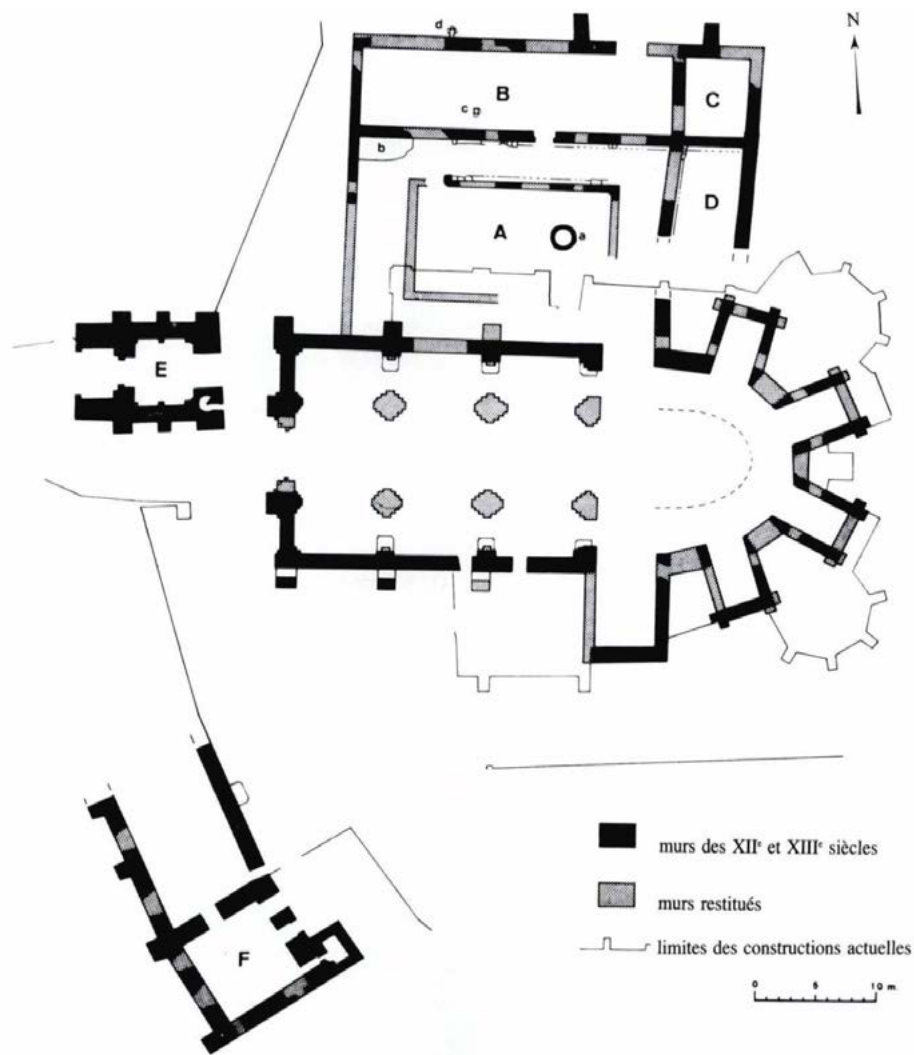 N
d
B
C
c
b
D
A
a
E
F
murs des XIIe et XIIIe siècles
murs restitués
limites des constructions actuelles
0 5 10 m.